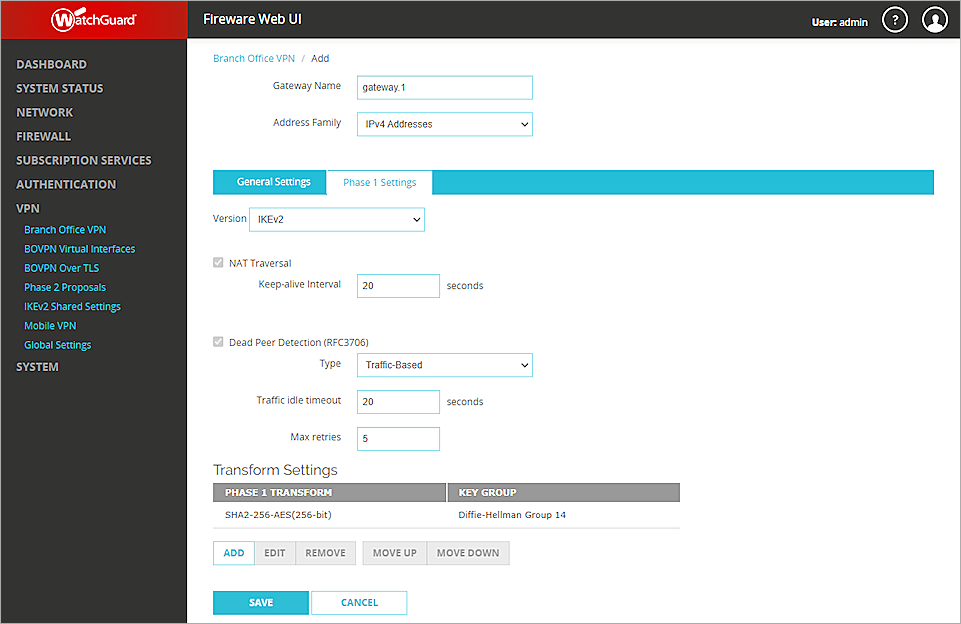 WatchGuard
Fireware Web UI
User: admin
?
DASHBOARD
SYSTEM STATUS
NETWORK
FIREWALL
SUBSCRIPTION SERVICES
AUTHENTICATION
VPN
Branch Office VPN
BOVPN Virtual Interfaces
BOVPN Over TLS
Phase 2 Proposals
IKEv2 Shared Settings
Mobile VPN
Global Settings
SYSTEM
Branch Office VPN / Add
Gateway Name gateway.1
Address Family IPv4 Addresses
General Settings Phase 1 Settings
Version IKEv2
NAT Traversal
Keep-alive Interval 20 seconds
Dead Peer Detection (RFC3706)
Type Traffic-Based
Traffic idle timeout 20 seconds
Max retries 5
Transform Settings
PHASE 1 TRANSFORM KEY GROUP
SHA2-256-AES(256-bit) Diffie-Hellman Group 14
ADD EDIT REMOVE MOVE UP MOVE DOWN
SAVE CANCEL